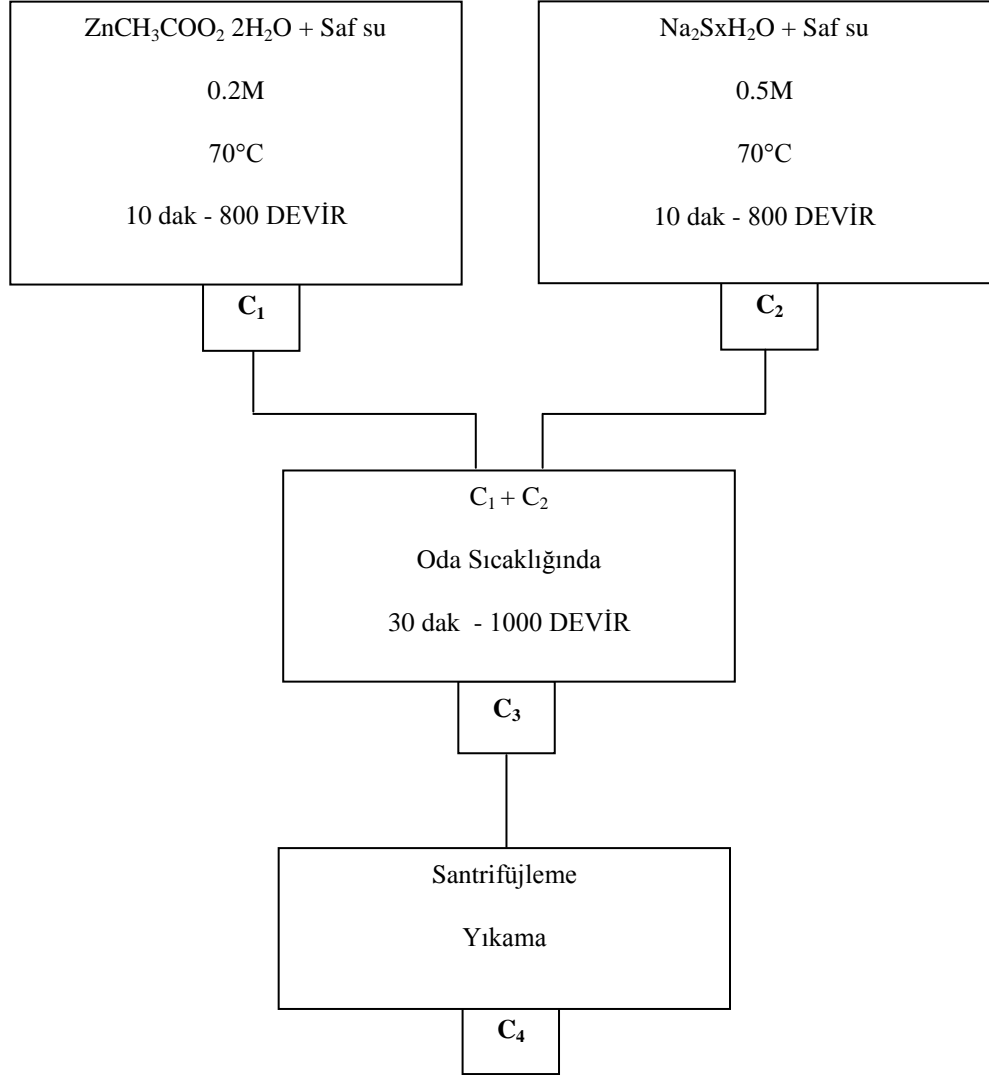 ZnCH₃COO₂ 2H₂O + Saf su
0.2M
70°C
10 dak - 800 DEVİR
C₁
Na₂SxH₂O + Saf su
0.5M
70°C
10 dak - 800 DEVİR
C₂
C₁ + C₂
Oda Sıcaklığında
30 dak - 1000 DEVİR
C₃
Santrifüjleme
Yıkama
C₄